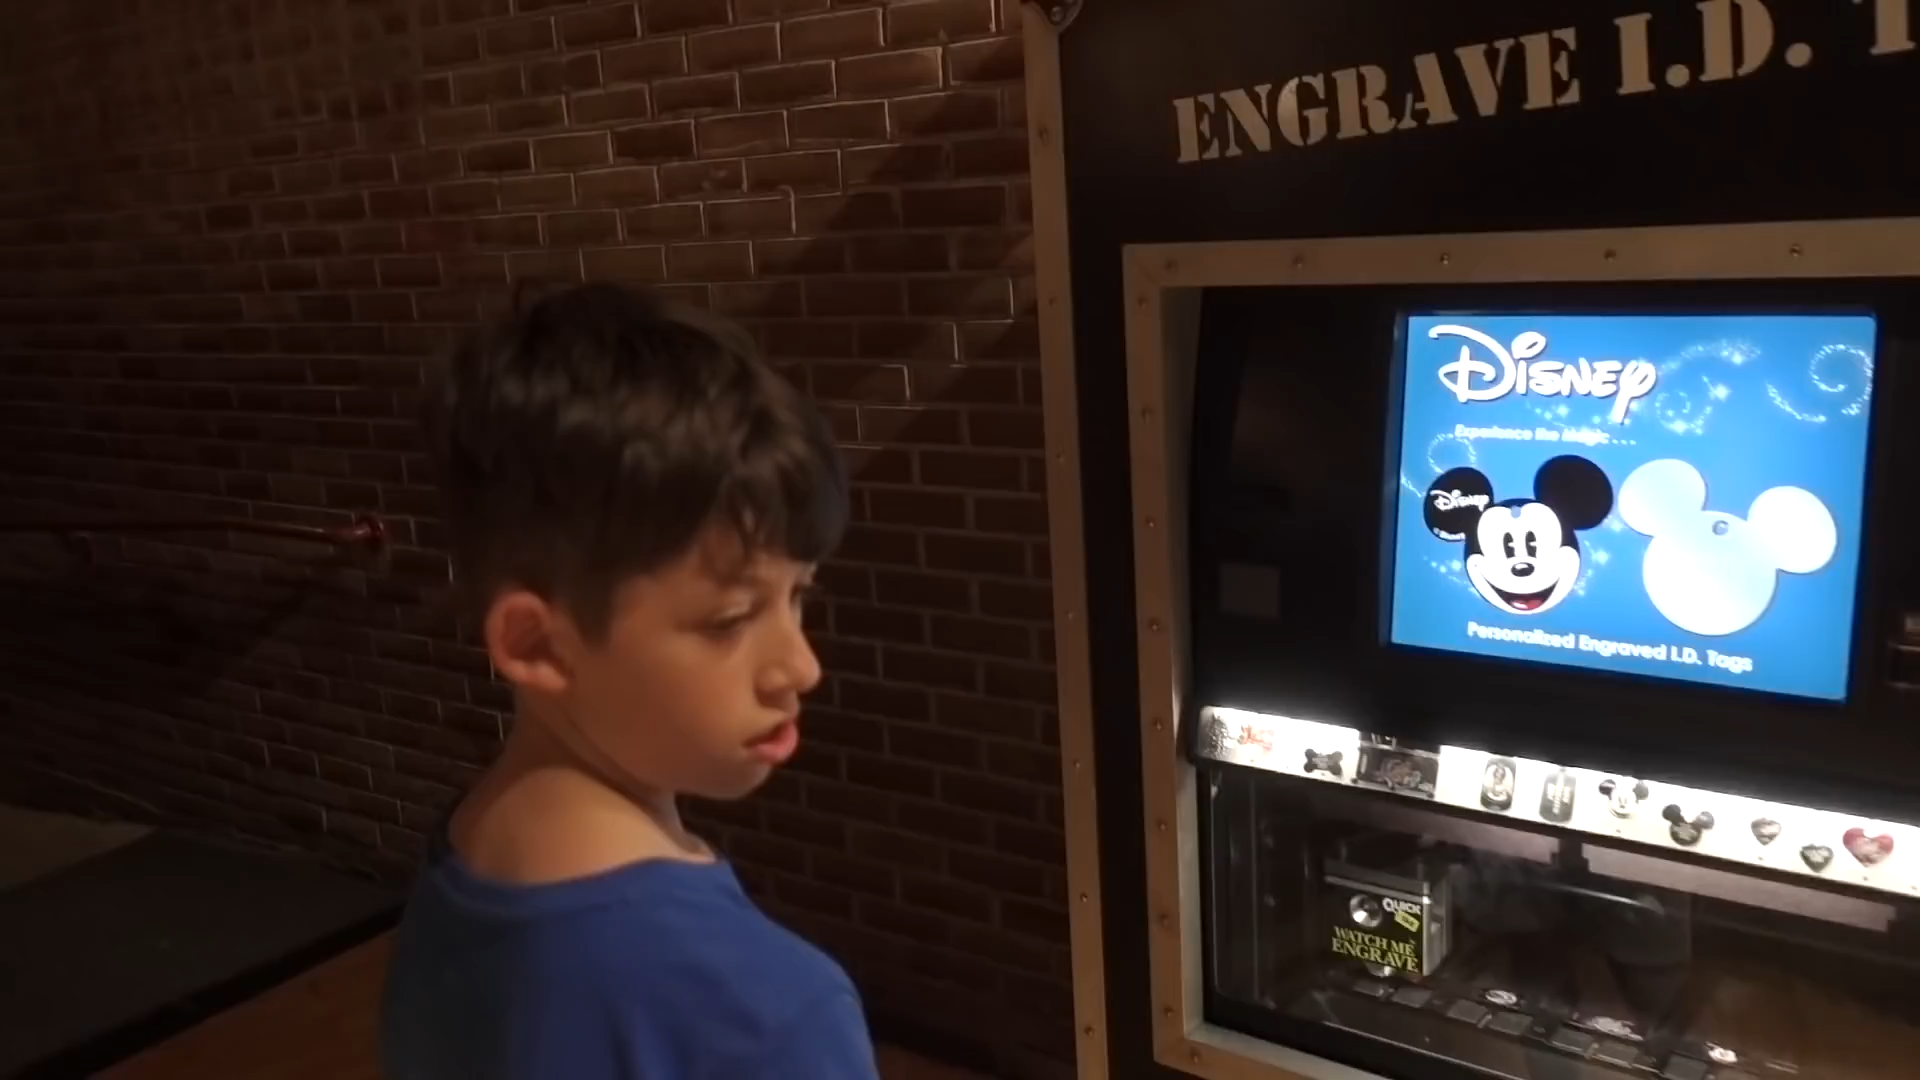 ENGRAVE I.D.
Disney
Experience the Magic...
Disney
Personalized Engraved I.D. Tags
QUICK
WATCH ME
ENGRAVE